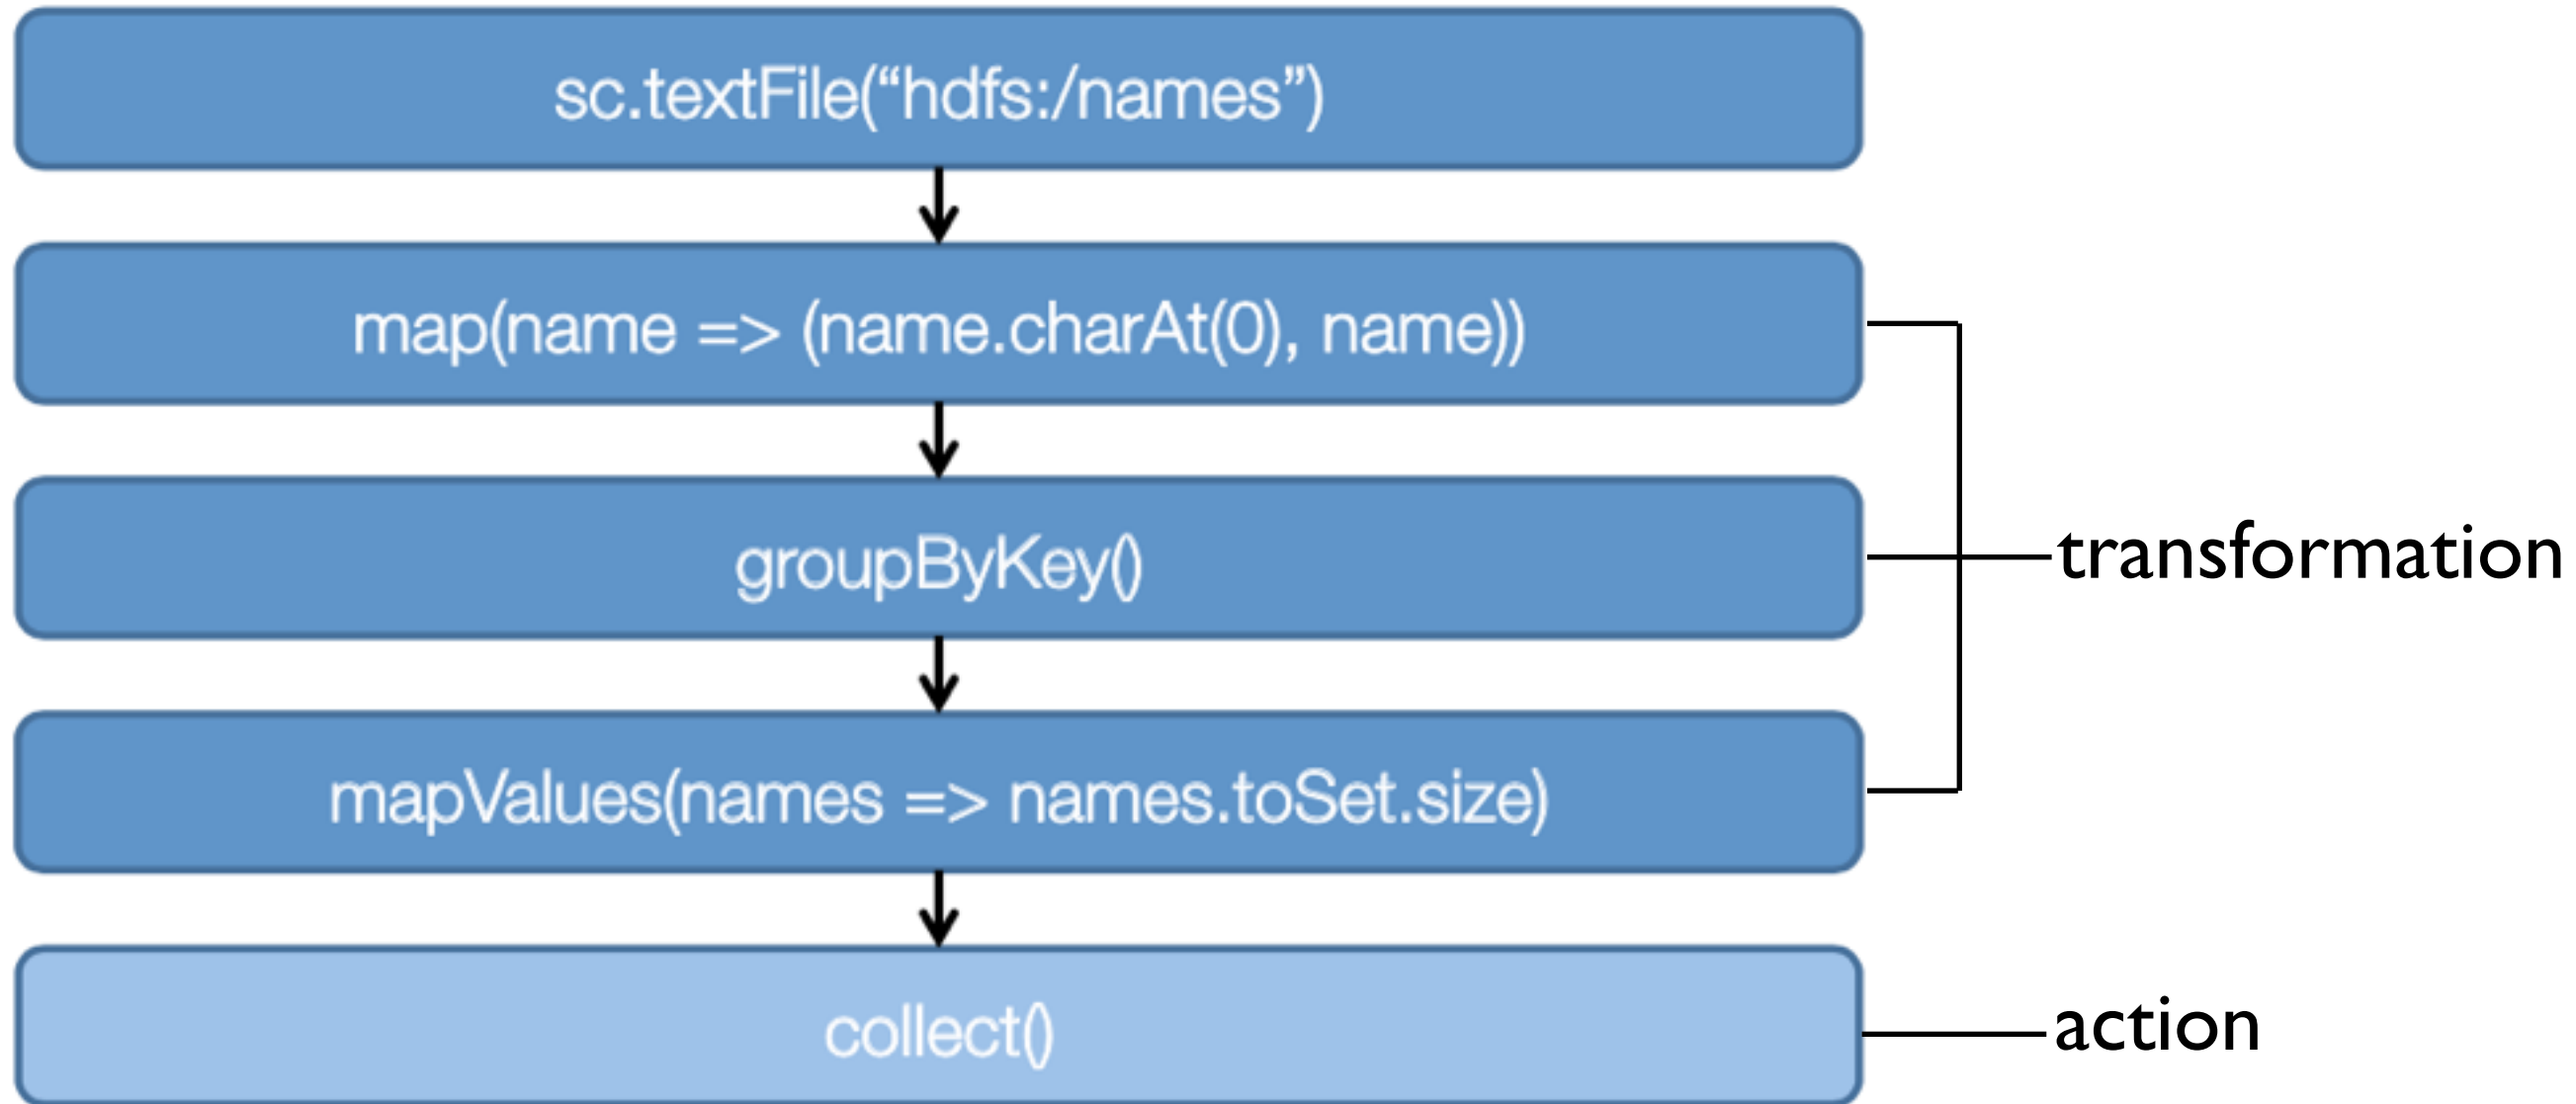 sc.textFile(“hdfs:/names”)
map(name => (name.charAt(0), name))
groupByKey()
transformation
mapValues(names => names.toSet.size)
collect()
action